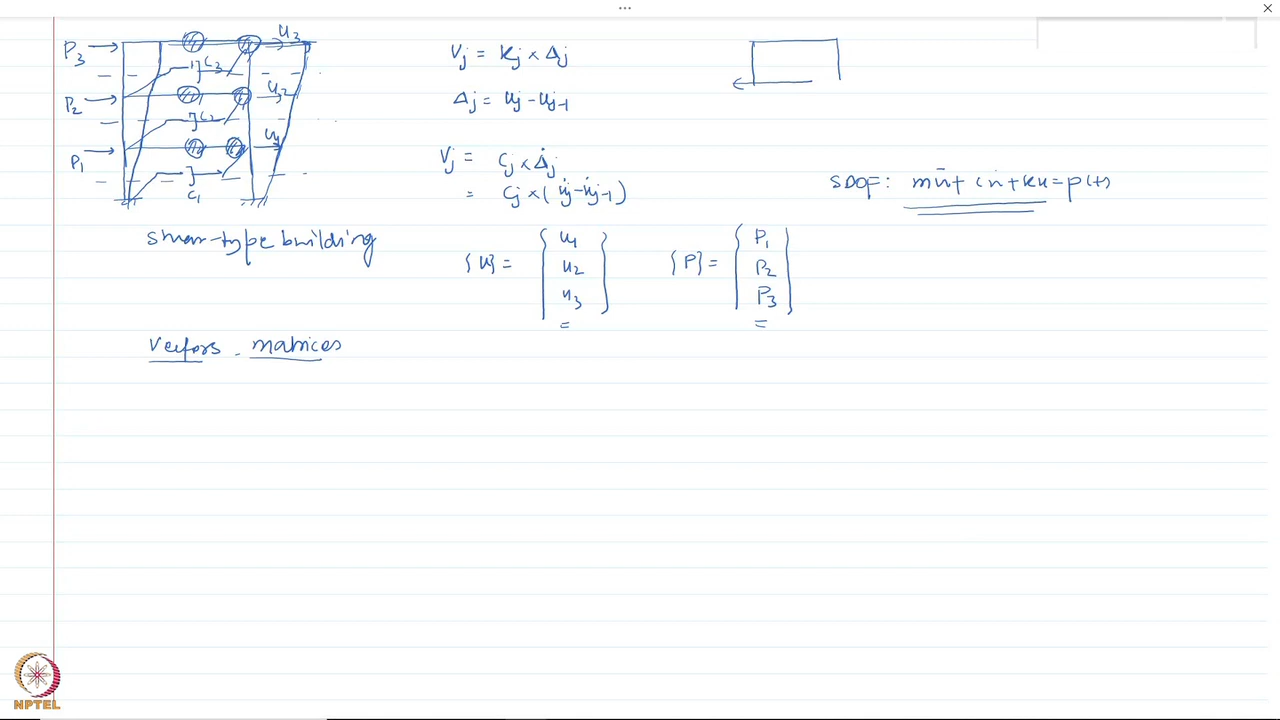 P3 u3
C3
P2 u2
C2
P1 u1
C1
Shear-type building
Vj = Kj × Δj
Δj = uj - uj-1
Vj = Cj × Δ̇j
= Cj × (u̇j - u̇j-1)
SDOF: mü + cu̇ + Ku = p(t)
{u} = { u1 u2 u3 }
{P} = { P1 P2 P3 }
Vectors - matrices
NPTEL